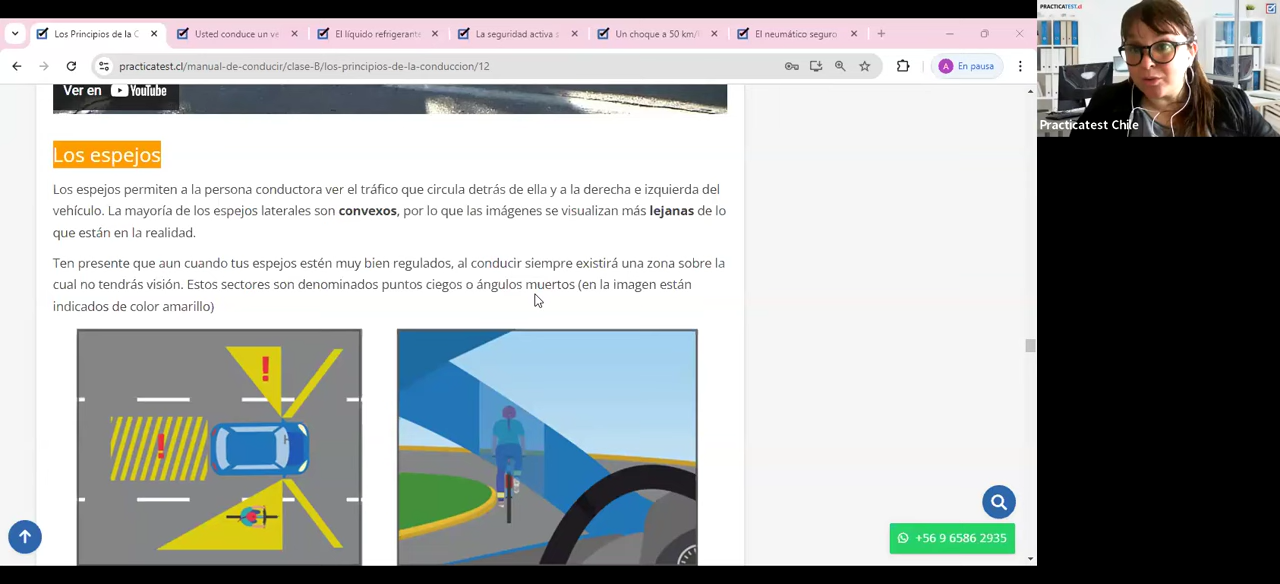 Los Principios de la C
Usted conduce un ve
El líquido refrigerante
La seguridad activa
Un choque a 50 km/
El neumático seguro
practicatest.cl/manual-de-conducir/clase-B/los-principios-de-la-conduccion/12
A
En pausa
PRACTICATEST.cl
Practicatest Chile
Ver en YouTube
Los espejos
Los espejos permiten a la persona conductora ver el tráfico que circula detrás de ella y a la derecha e izquierda del
vehículo. La mayoría de los espejos laterales son convexos, por lo que las imágenes se visualizan más lejanas de lo
que están en la realidad.
Ten presente que aun cuando tus espejos estén muy bien regulados, al conducir siempre existirá una zona sobre la
cual no tendrás visión. Estos sectores son denominados puntos ciegos o ángulos muertos (en la imagen están
indicados de color amarillo)
!
!
+56 9 6586 2935